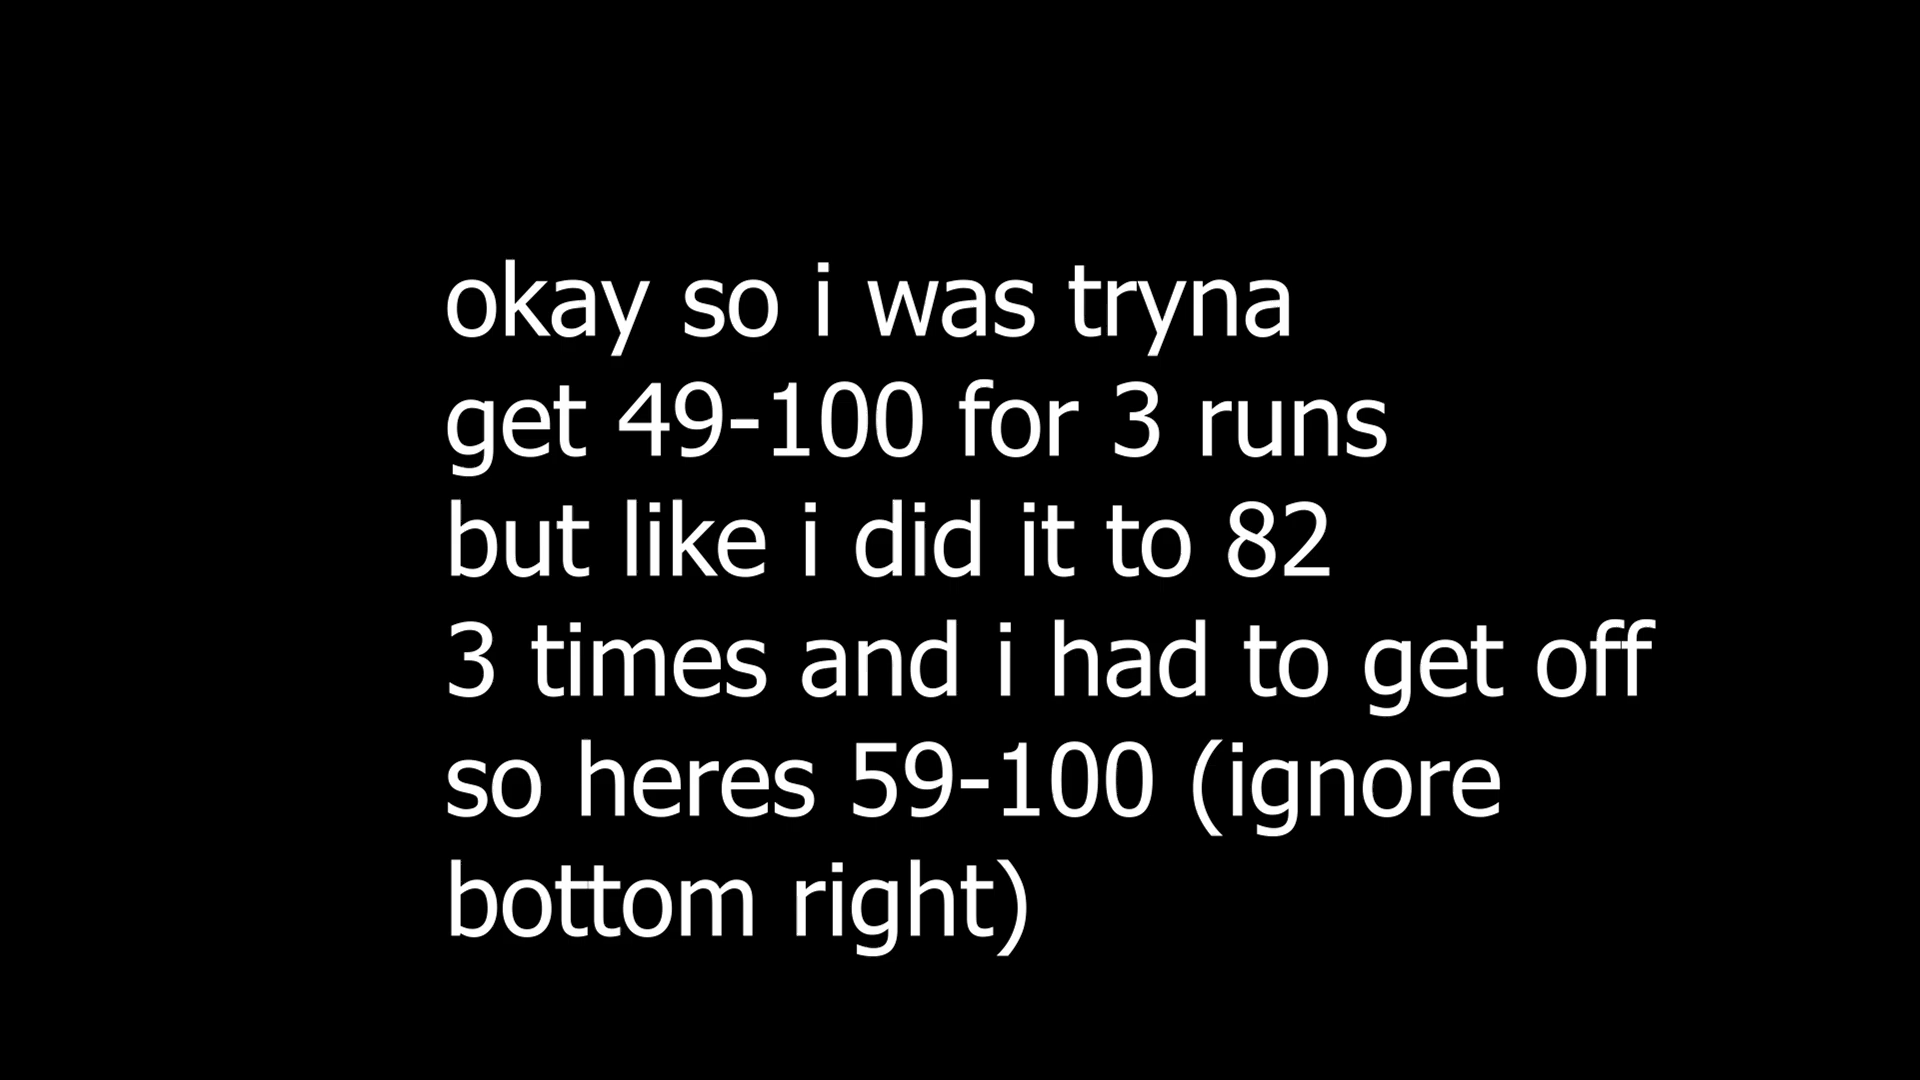 okay so i was tryna
get 49-100 for 3 runs
but like i did it to 82
3 times and i had to get off
so heres 59-100 (ignore
bottom right)